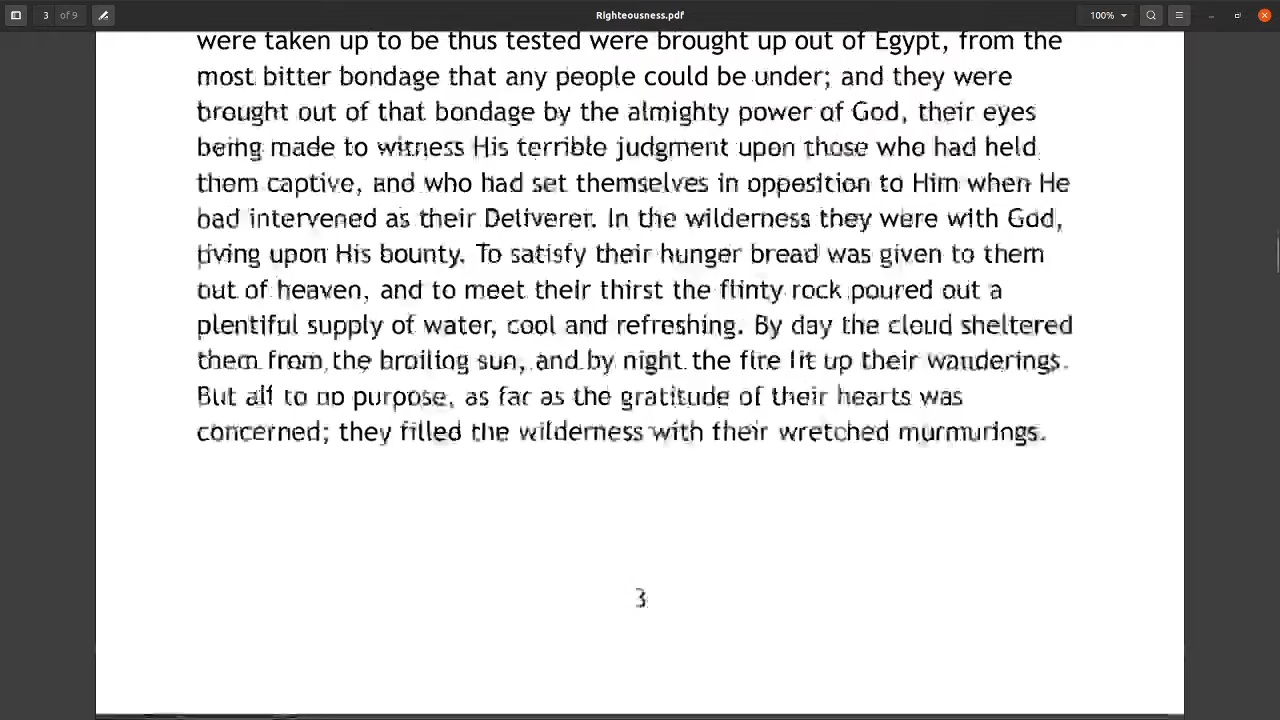 3 of 9
Righteousness.pdf
100%
were taken up to be thus tested were brought up out of Egypt, from the
most bitter bondage that any people could be under; and they were
brought out of that bondage by the almighty power of God, their eyes
being made to witness His terrible judgment upon those who had held
them captive, and who had set themselves in opposition to Him when He
had intervened as their Deliverer. In the wilderness they were with God,
living upon His bounty. To satisfy their hunger bread was given to them
out of heaven, and to meet their thirst the flinty rock poured out a
plentiful supply of water, cool and refreshing. By day the cloud sheltered
them from the broiling sun, and by night the fire lit up their wanderings.
But all to no purpose, as far as the gratitude of their hearts was
concerned; they filled the wilderness with their wretched murmurings.
3